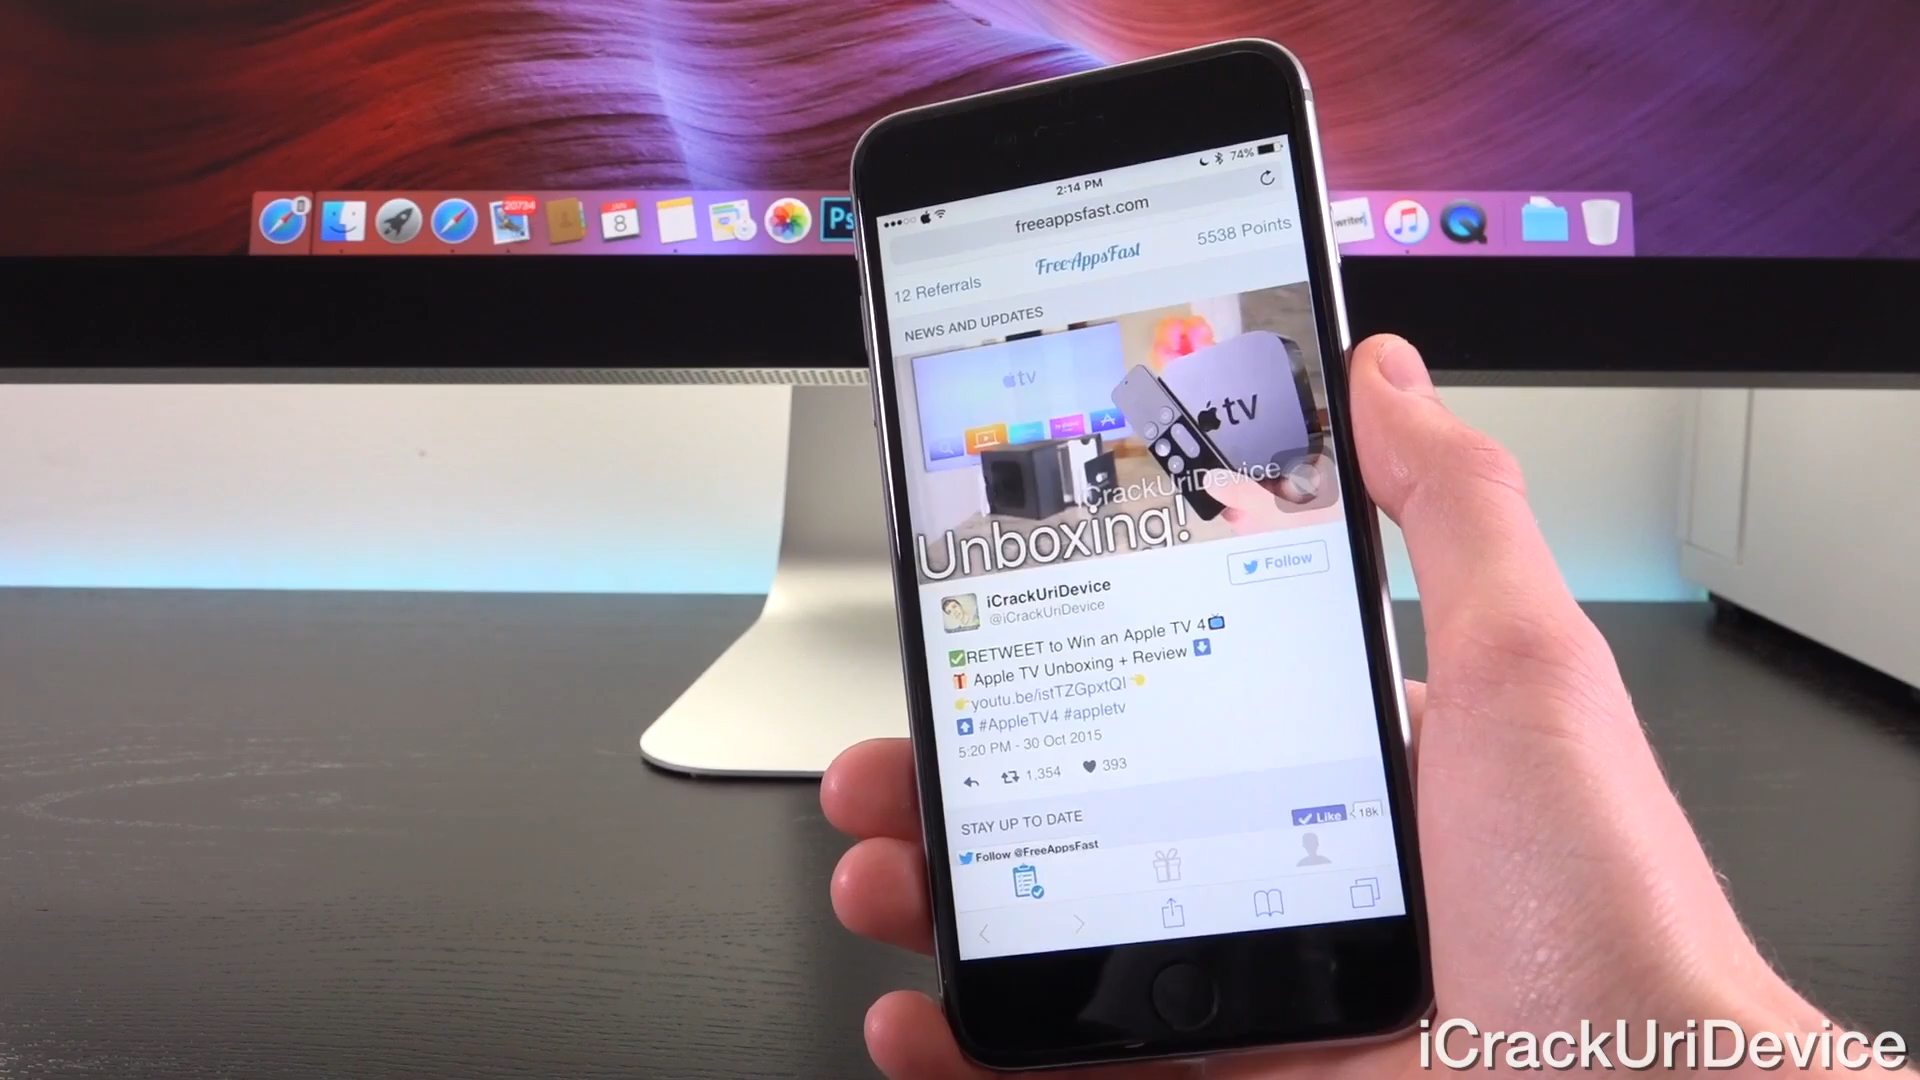 20734
JAN
8
Ps
writer
74%
2:14 PM
freeappsfast.com
12 Referrals
FreeAppsFast
5538 Points
NEWS AND UPDATES
tv
tv
iCrackUriDevice
Unboxing!
iCrackUriDevice
@iCrackUriDevice
Follow
✅RETWEET to Win an Apple TV 4📺
🎁 Apple TV Unboxing + Review ⬇️
👉youtu.be/istTZGpxtQI👈
⬆️ #AppleTV4 #appletv
5:20 PM - 30 Oct 2015
1,354
393
STAY UP TO DATE
Like
18k
Follow @FreeAppsFast
iCrackUriDevice